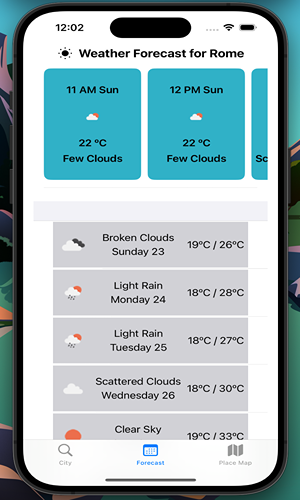 12:02
Weather Forecast for Rome
11 AM Sun
22 ºC
Few Clouds
12 PM Sun
22 ºC
Few Clouds
Sc
Broken Clouds
Sunday 23
19ºC / 26ºC
Light Rain
Monday 24
18ºC / 28ºC
Light Rain
Tuesday 25
18ºC / 27ºC
Scattered Clouds
Wednesday 26
18ºC / 30ºC
Clear Sky
19ºC / 33ºC
City
Forecast
Place Map